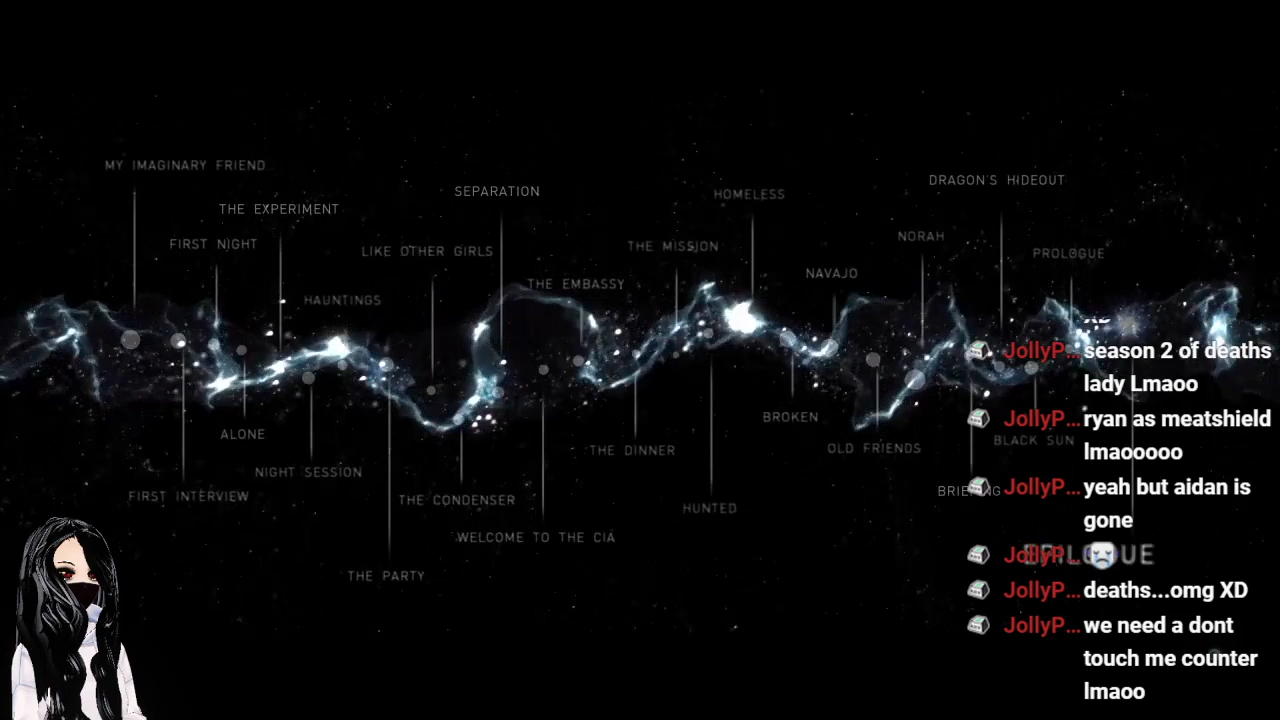 MY IMAGINARY FRIEND
THE EXPERIMENT
FIRST NIGHT
HAUNTINGS
LIKE OTHER GIRLS
SEPARATION
THE EMBASSY
THE MISSION
HOMELESS
NAVAJO
NORAH
DRAGON'S HIDEOUT
PROLOGUE
FIRST INTERVIEW
ALONE
NIGHT SESSION
THE PARTY
THE CONDENSER
WELCOME TO THE CIA
THE DINNER
HUNTED
BROKEN
OLD FRIENDS
BLACK SUN
JollyP... season 2 of deaths
lady Lmaoo
JollyP... ryan as meatshield
lmaooooo
JollyP... yeah but aidan is
gone
JollyP...
JollyP... deaths...omg XD
JollyP... we need a dont
touch me counter
lmaoo